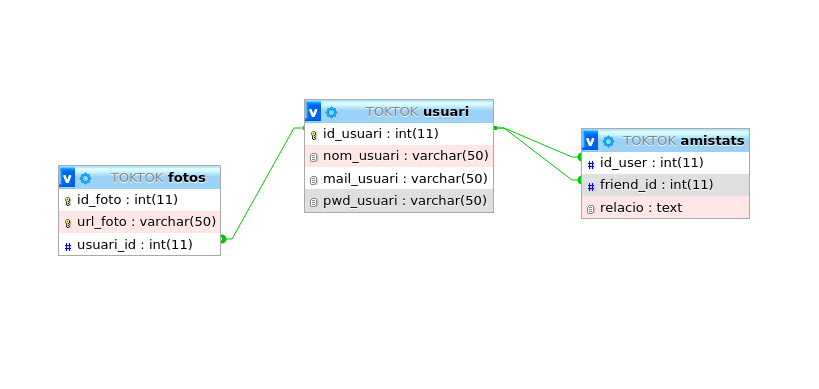 v TOKTOK fotos
id_foto : int(11)
url_foto : varchar(50)
usuari_id : int(11)
v TOKTOK usuari
id_usuari : int(11)
nom_usuari : varchar(50)
mail_usuari : varchar(50)
pwd_usuari : varchar(50)
v TOKTOK amistats
# id_user : int(11)
# friend_id : int(11)
relacio : text